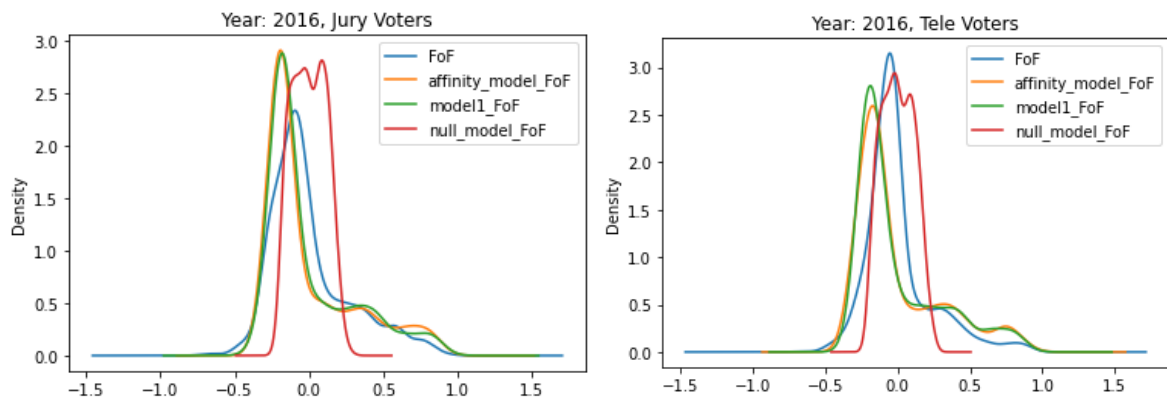 Year: 2016, Jury Voters
FoF
affinity_model_FoF
model1_FoF
null_model_FoF
Density
3.0
2.5
2.0
1.5
1.0
0.5
0.0
−1.5 −1.0 −0.5 0.0 0.5 1.0 1.5
Year: 2016, Tele Voters
FoF
affinity_model_FoF
model1_FoF
null_model_FoF
Density
3.0
2.5
2.0
1.5
1.0
0.5
0.0
−1.5 −1.0 −0.5 0.0 0.5 1.0 1.5